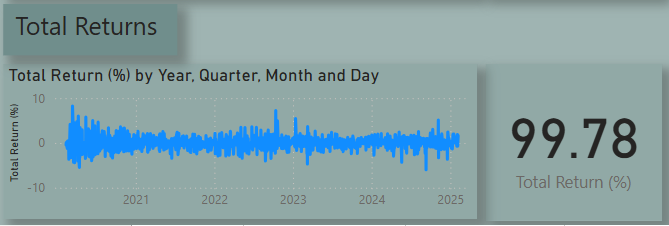 Total Returns
Total Return (%) by Year, Quarter, Month and Day
Total Return (%)
10
0
-10
2021
2022
2023
2024
2025
99.78
Total Return (%)